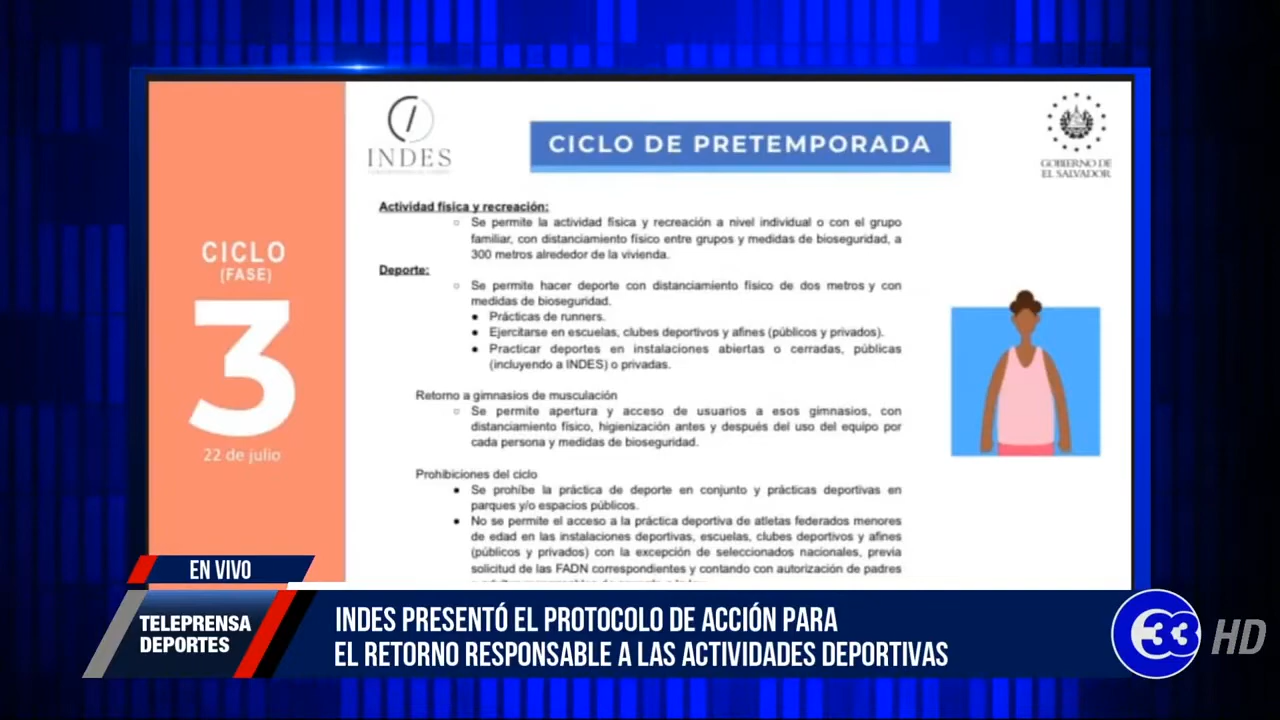 INDES
CICLO DE PRETEMPORADA
GOBIERNO DE
EL SALVADOR
CICLO
(FASE)
3
22 de julio
Actividad física y recreación:
Se permite la actividad física y recreación a nivel individual o con el grupo
familiar, con distanciamiento físico entre grupos y medidas de bioseguridad, a
300 metros alrededor de la vivienda.
Deporte:
Se permite hacer deporte con distanciamiento físico de dos metros y con
medidas de bioseguridad.
Prácticas de runners.
Ejercitarse en escuelas, clubes deportivos y afines (públicos y privados).
Practicar deportes en instalaciones abiertas o cerradas, públicas
(incluyendo a INDES) o privadas.
Retorno a gimnasios de musculación
Se permite apertura y acceso de usuarios a esos gimnasios, con
distanciamiento físico, higienización antes y después del uso del equipo por
cada persona y medidas de bioseguridad.
Prohibiciones del ciclo
Se prohíbe la práctica de deporte en conjunto y prácticas deportivas en
parques y/o espacios públicos.
No se permite el acceso a la práctica deportiva de atletas federados menores
de edad en las instalaciones deportivas, escuelas, clubes deportivos y afines
(públicos y privados) con la excepción de seleccionados nacionales, previa
solicitud de las FADN correspondientes y contando con autorización de padres
EN VIVO
TELEPRENSA
DEPORTES
INDES PRESENTÓ EL PROTOCOLO DE ACCIÓN PARA
EL RETORNO RESPONSABLE A LAS ACTIVIDADES DEPORTIVAS
33 HD